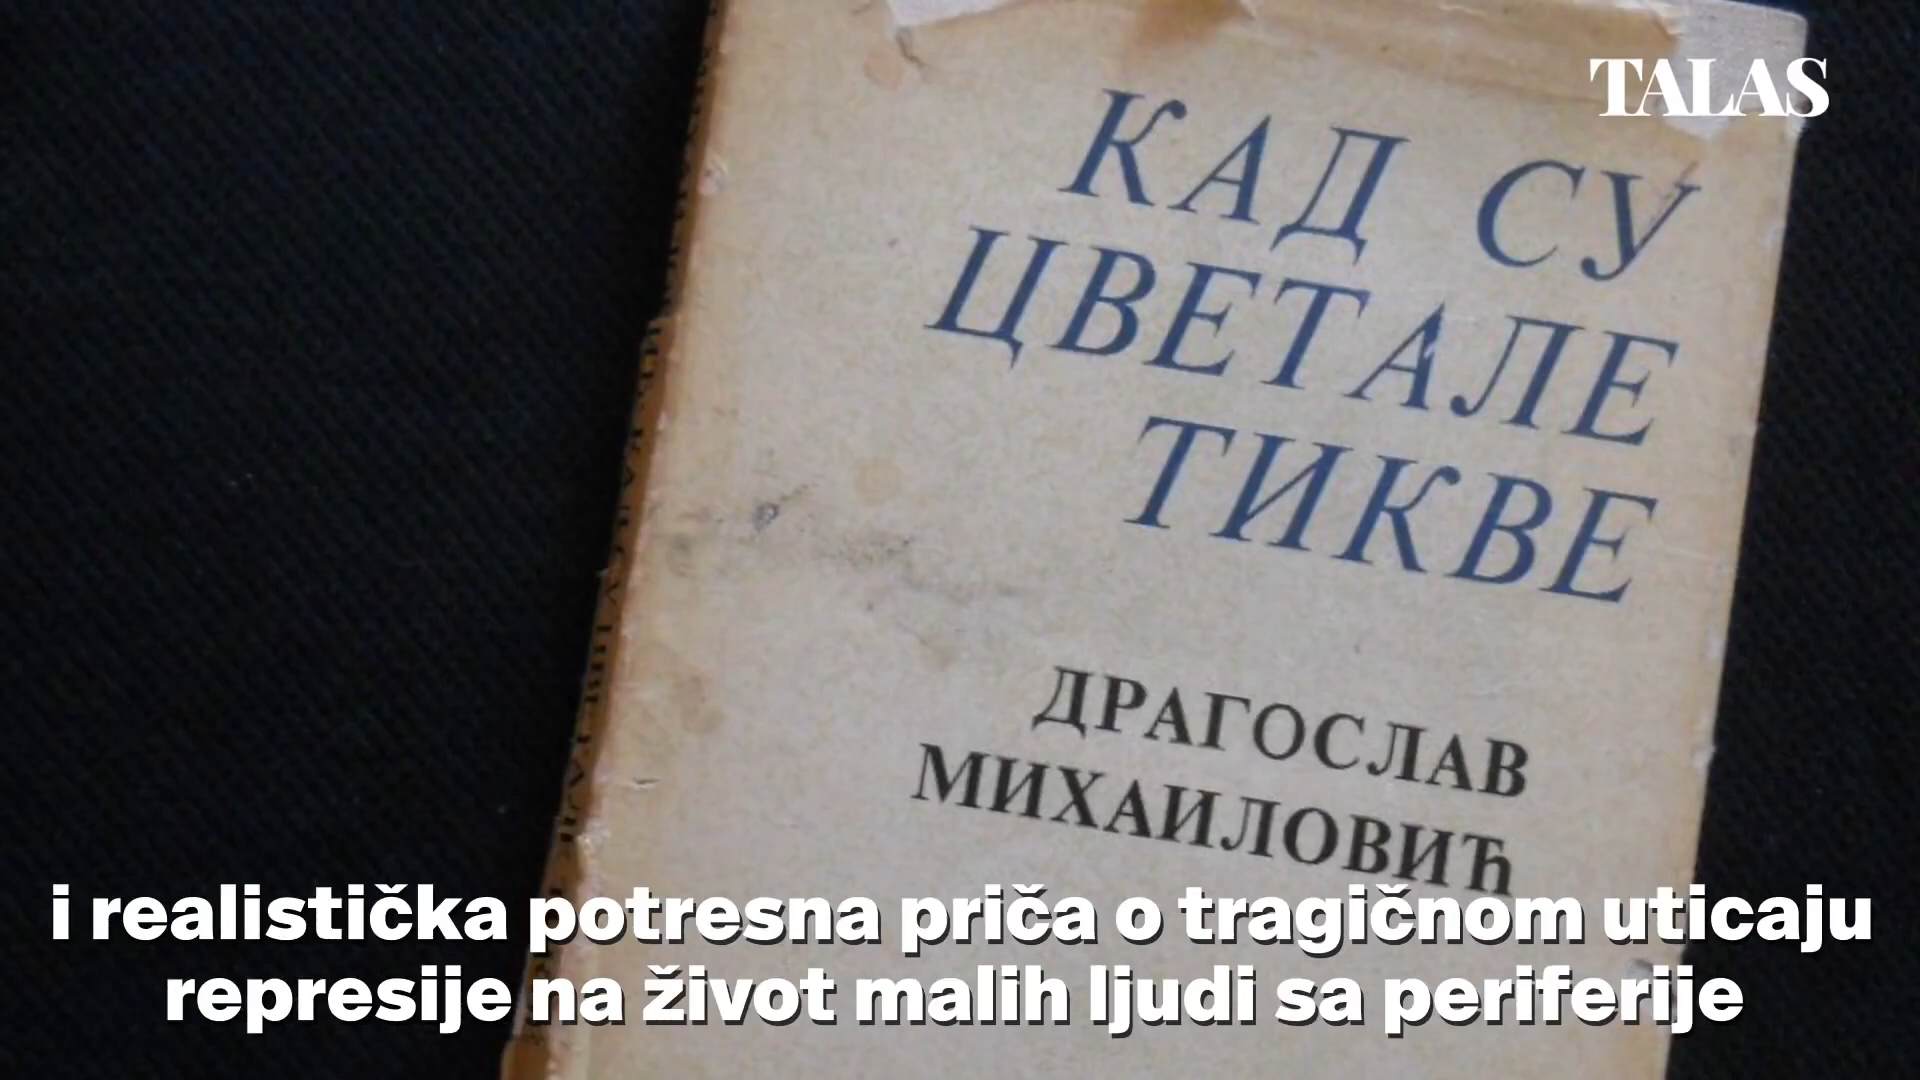 TALAS
КАД СУ
ЦВЕТАЛЕ
ТИКВЕ
ДРАГОСЛАВ
МИХАИЛОВИЋ
i realistička potresna priča o tragičnom uticaju
represije na život malih ljudi sa periferije